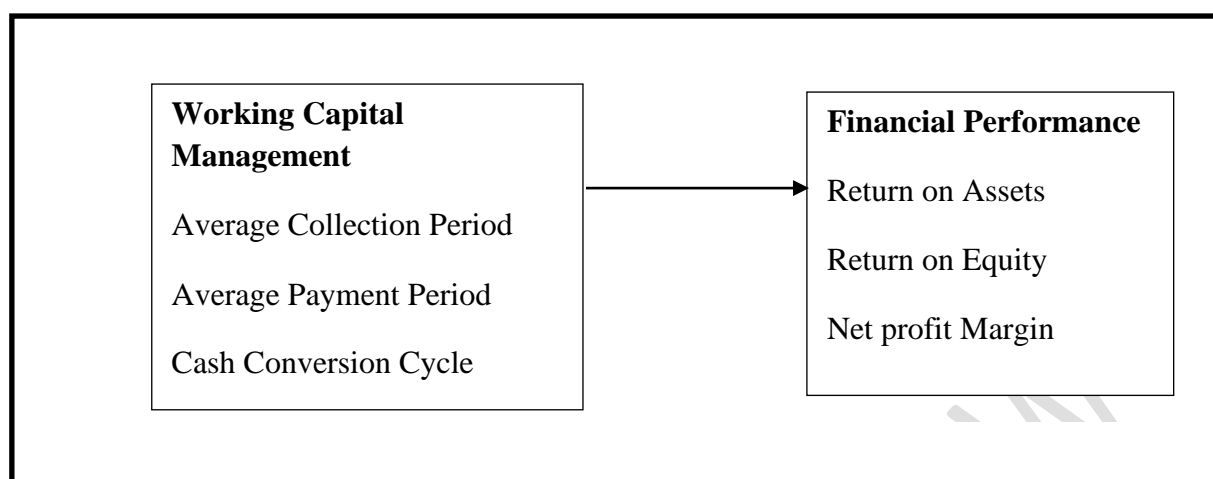 Working Capital
Management
Average Collection Period
Average Payment Period
Cash Conversion Cycle
Financial Performance
Return on Assets
Return on Equity
Net profit Margin